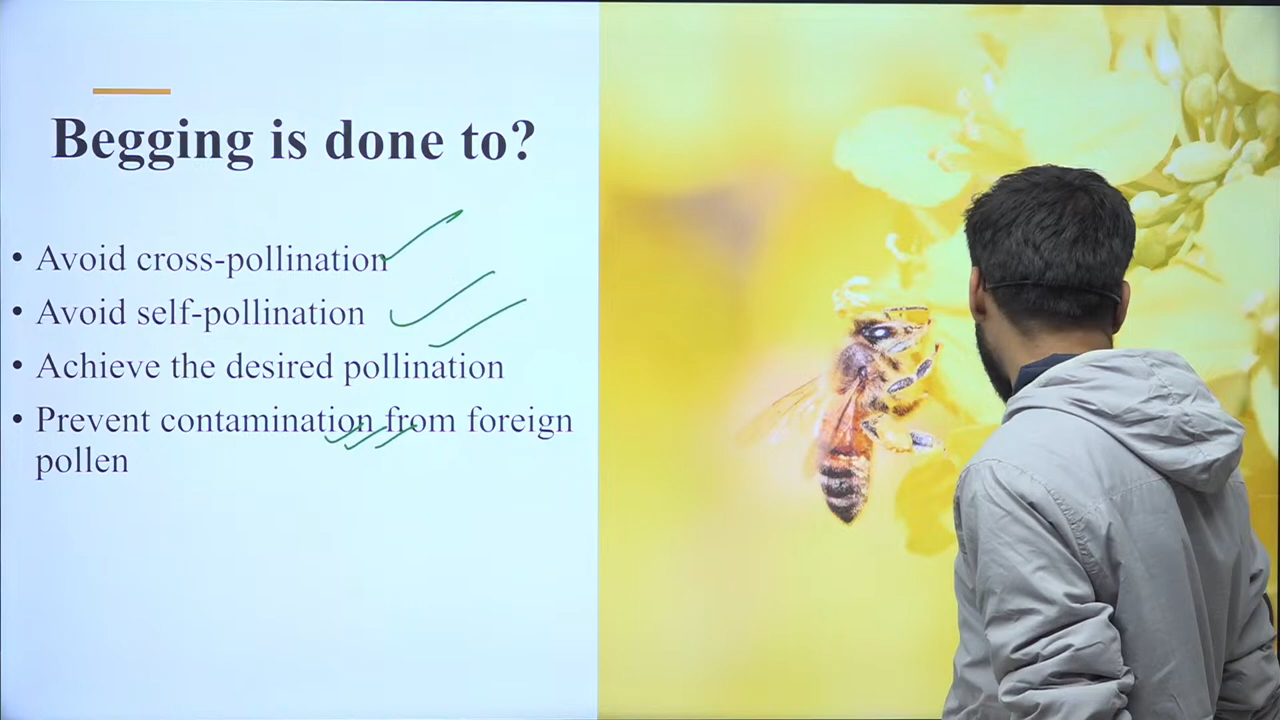 Begging is done to?
• Avoid cross-pollination
• Avoid self-pollination
• Achieve the desired pollination
• Prevent contamination from foreign
pollen